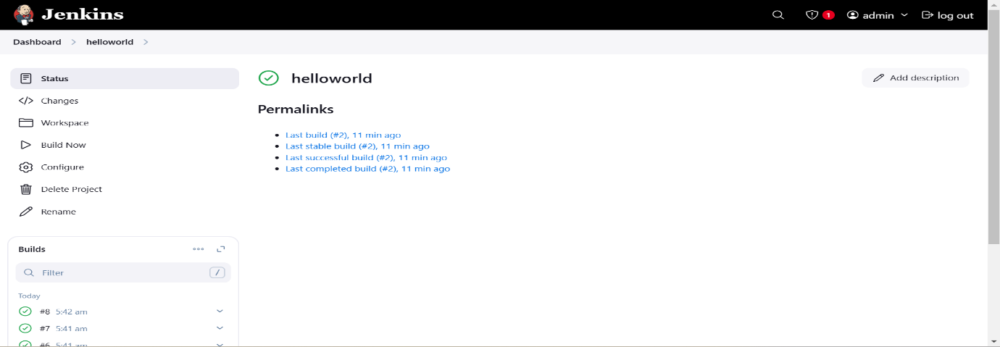 Jenkins
1
admin
log out
Dashboard > helloworld >
Status
Changes
Workspace
Build Now
Configure
Delete Project
Rename
Builds
Filter
/
Today
#8 5:42 am
#7 5:41 am
#6 5:41 am
helloworld
Add description
Permalinks
Last build (#2), 11 min ago
Last stable build (#2), 11 min ago
Last successful build (#2), 11 min ago
Last completed build (#2), 11 min ago